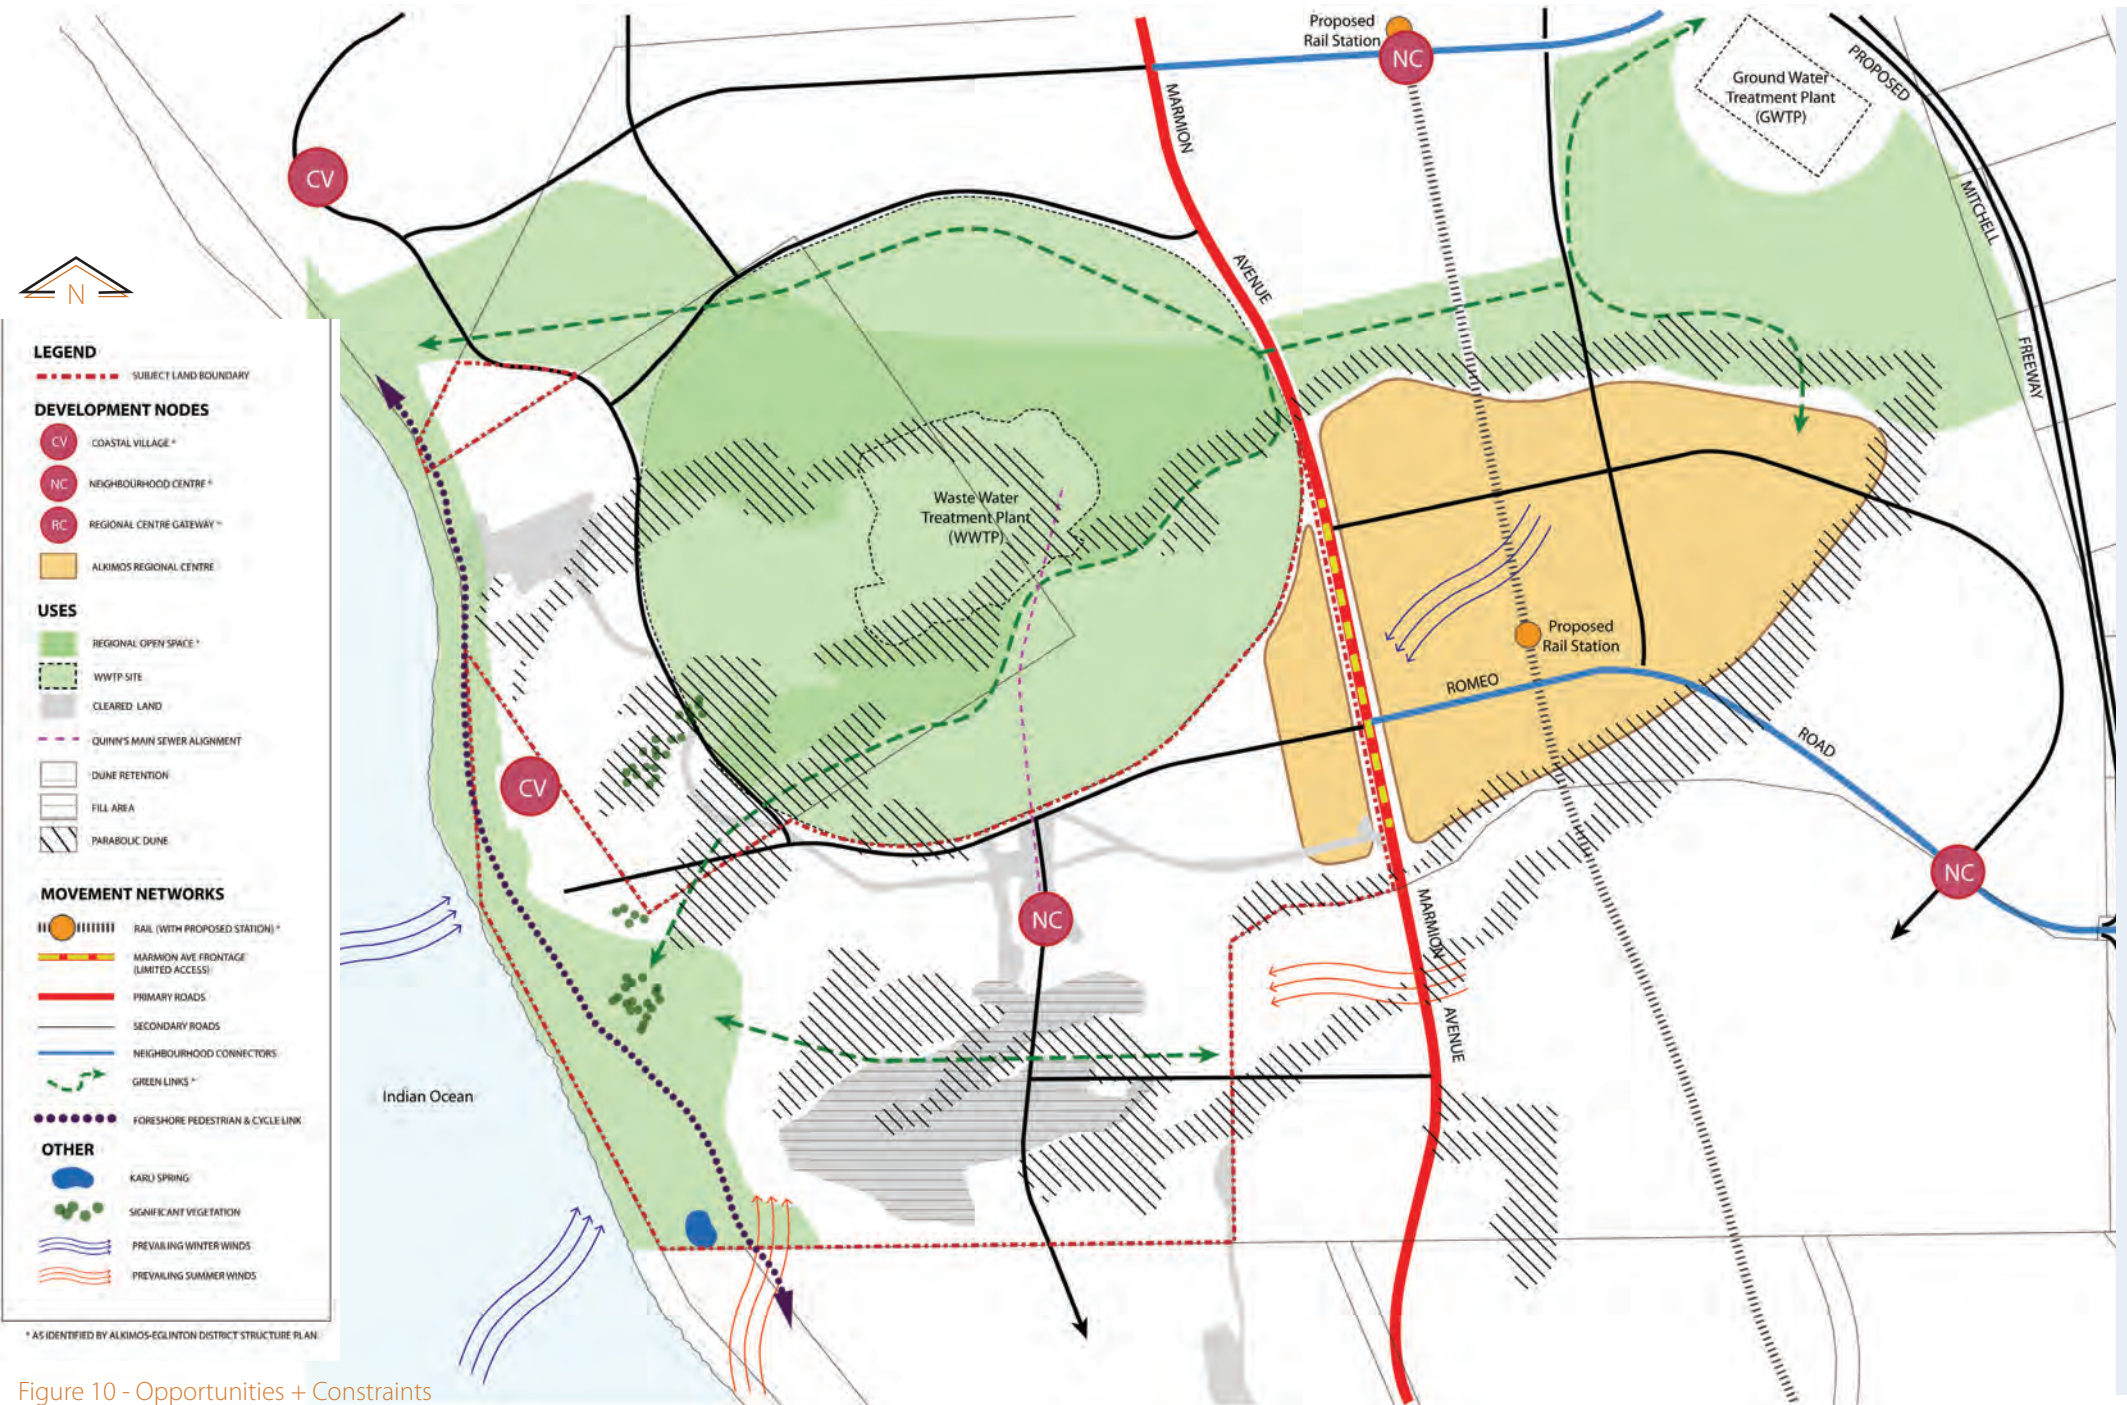 Proposed
Rail Station
NC
Ground Water
Treatment Plant
(GWTP)
PROPOSED
MITCHELL
FREEWAY
MARMION
AVENUE
CV
N
LEGEND
SUBJECT LAND BOUNDARY
DEVELOPMENT NODES
CV
COASTAL VILLAGE *
NC
NEIGHBOURHOOD CENTRE *
RC
REGIONAL CENTRE GATEWAY *
ALKIMOS REGIONAL CENTRE
USES
REGIONAL OPEN SPACE *
WWTP SITE
CLEARED LAND
QUINN'S MAIN SEWER ALIGNMENT
DUNE RETENTION
FILL AREA
PARABOLIC DUNE
MOVEMENT NETWORKS
RAIL (WITH PROPOSED STATION) *
MARMION AVE FRONTAGE
(LIMITED ACCESS)
PRIMARY ROADS
SECONDARY ROADS
NEIGHBOURHOOD CONNECTORS
GREEN LINKS *
FORESHORE PEDESTRIAN & CYCLE LINK
OTHER
KARLI SPRING
SIGNIFICANT VEGETATION
PREVAILING WINTER WINDS
PREVAILING SUMMER WINDS
* AS IDENTIFIED BY ALKIMOS-EGLINTON DISTRICT STRUCTURE PLAN
Waste Water
Treatment Plant
(WWTP)
Proposed
Rail Station
ROMEO
ROAD
CV
NC
NC
MARMION
AVENUE
Indian Ocean
Figure 10 - Opportunities + Constraints